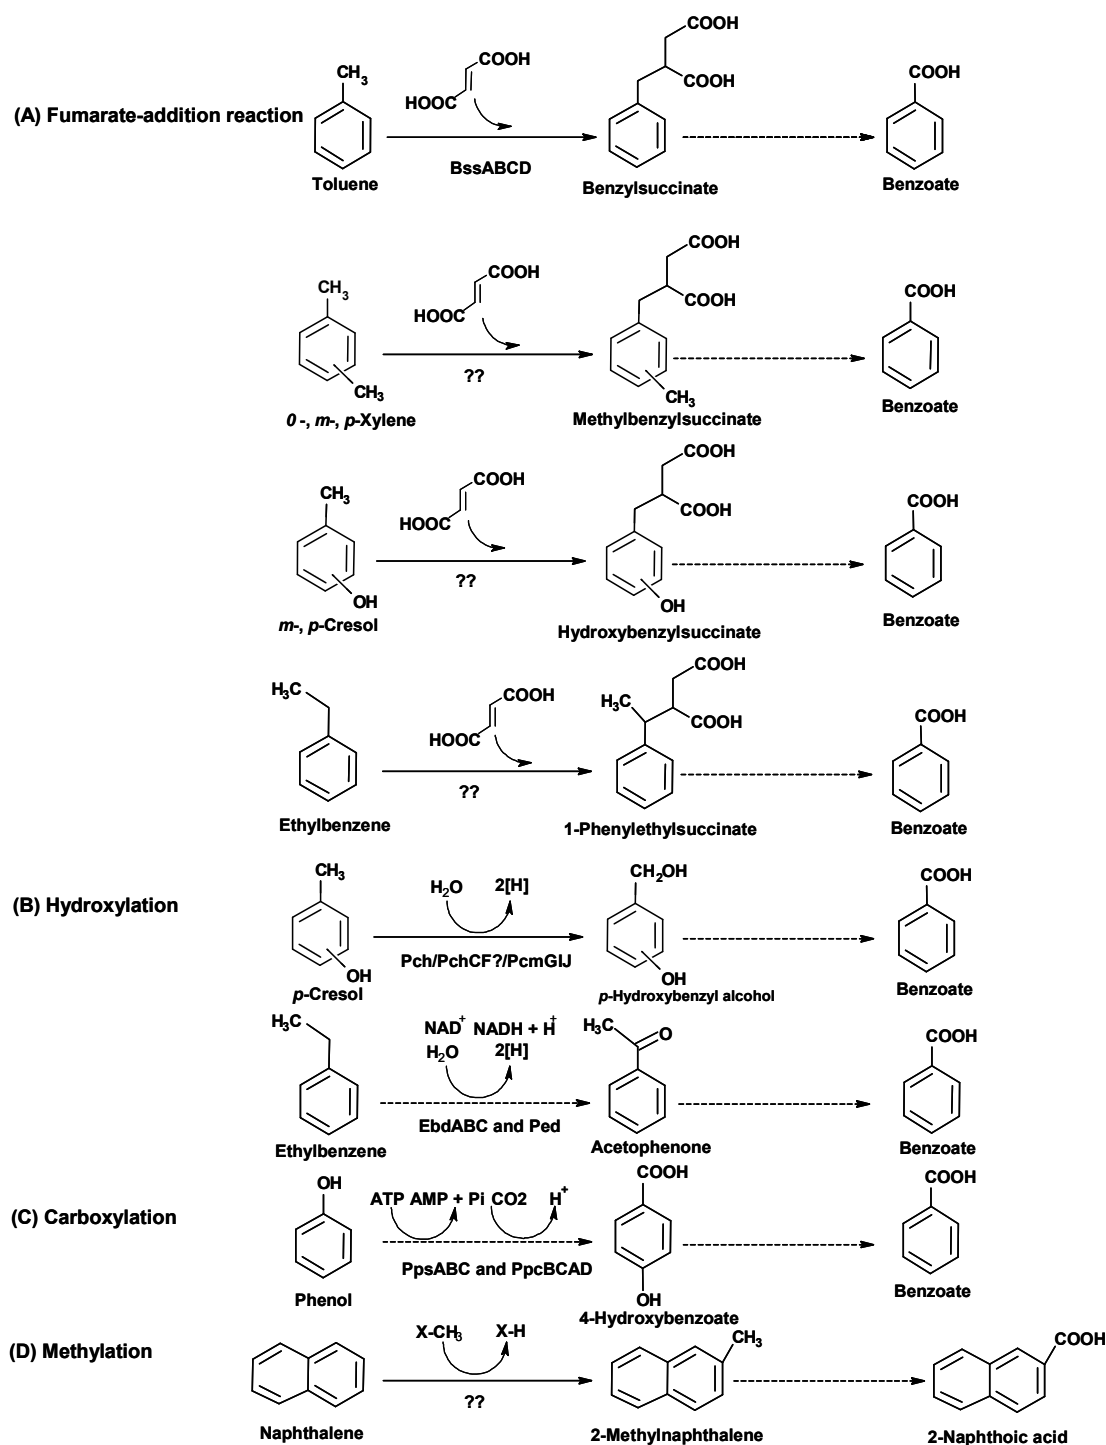 COOH
CH3
COOH
HOOC
COOH
COOH
(A) Fumarate-addition reaction
BssABCD
Toluene
Benzylsuccinate
Benzoate
COOH
CH3
COOH
HOOC
COOH
COOH
??
CH3
CH3
0 -, m-, p-Xylene
Methylbenzylsuccinate
Benzoate
COOH
CH3
COOH
HOOC
COOH
COOH
??
OH
OH
m-, p-Cresol
Hydroxybenzylsuccinate
Benzoate
COOH
H3C
COOH
HOOC
H3C
COOH
COOH
??
Ethylbenzene
1-Phenylethylsuccinate
Benzoate
CH3
H2O 2[H]
CH2OH
COOH
(B) Hydroxylation
Pch/PchCF?/PcmGIJ
OH
OH
p-Cresol
p-Hydroxybenzyl alcohol
Benzoate
H3C
NAD+ NADH + H+
H2O 2[H]
H3C
O
COOH
EbdABC and Ped
Ethylbenzene
Acetophenone
Benzoate
OH
ATP AMP + Pi CO2 H+
COOH
COOH
(C) Carboxylation
PpsABC and PpcBCAD
OH
Phenol
4-Hydroxybenzoate
Benzoate
X-CH3 X-H
CH3
COOH
(D) Methylation
??
Naphthalene
2-Methylnaphthalene
2-Naphthoic acid